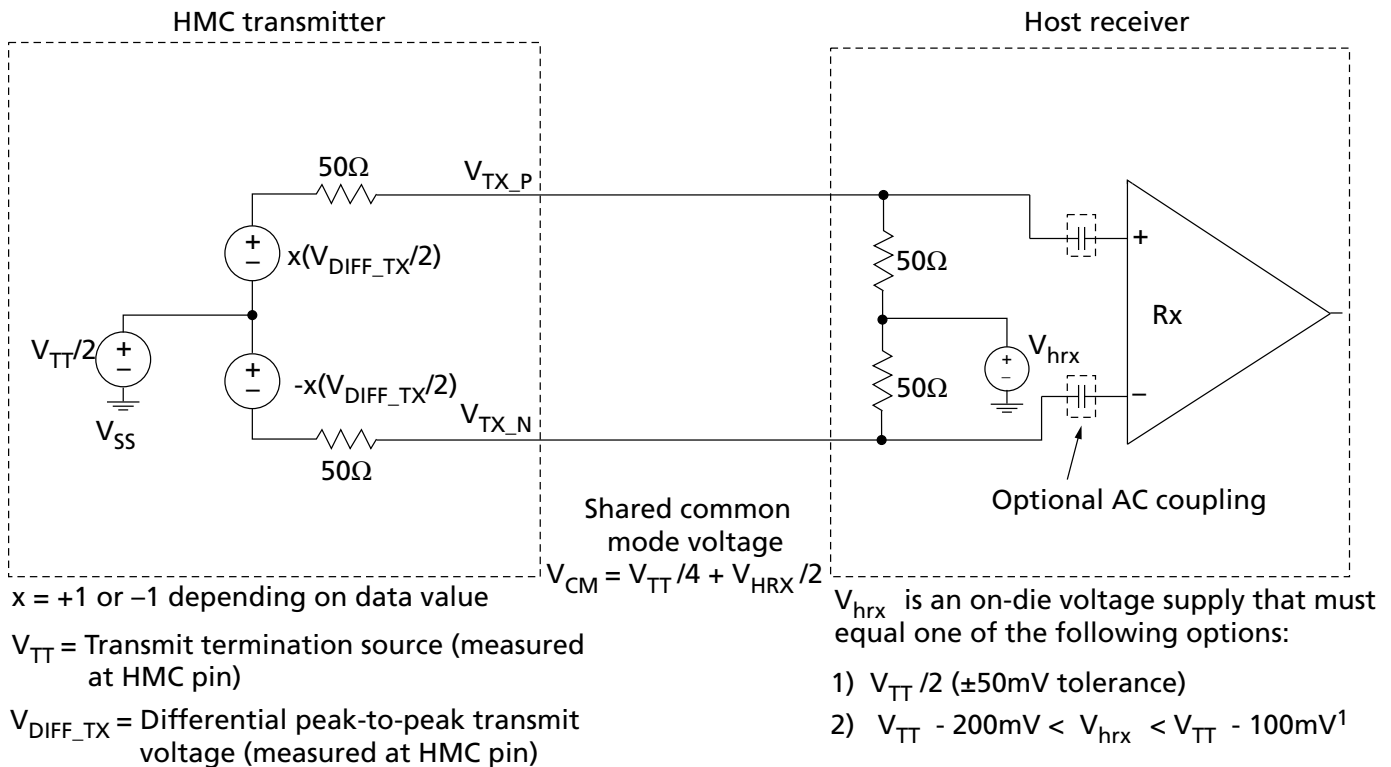 HMC transmitter
Host receiver
50Ω
V_TX_P
+
−
x(V_DIFF_TX/2)
V_TT/2
+
−
V_SS
+
−
-x(V_DIFF_TX/2)
V_TX_N
50Ω
50Ω
50Ω
+
−
V_hrx
+
−
Rx
Optional AC coupling
Shared common
mode voltage
V_CM = V_TT /4 + V_HRX /2
x = +1 or −1 depending on data value
V_TT = Transmit termination source (measured
at HMC pin)
V_DIFF_TX = Differential peak-to-peak transmit
voltage (measured at HMC pin)
V_hrx is an on-die voltage supply that must
equal one of the following options:
1) V_TT /2 (±50mV tolerance)
2) V_TT - 200mV < V_hrx < V_TT - 100mV¹